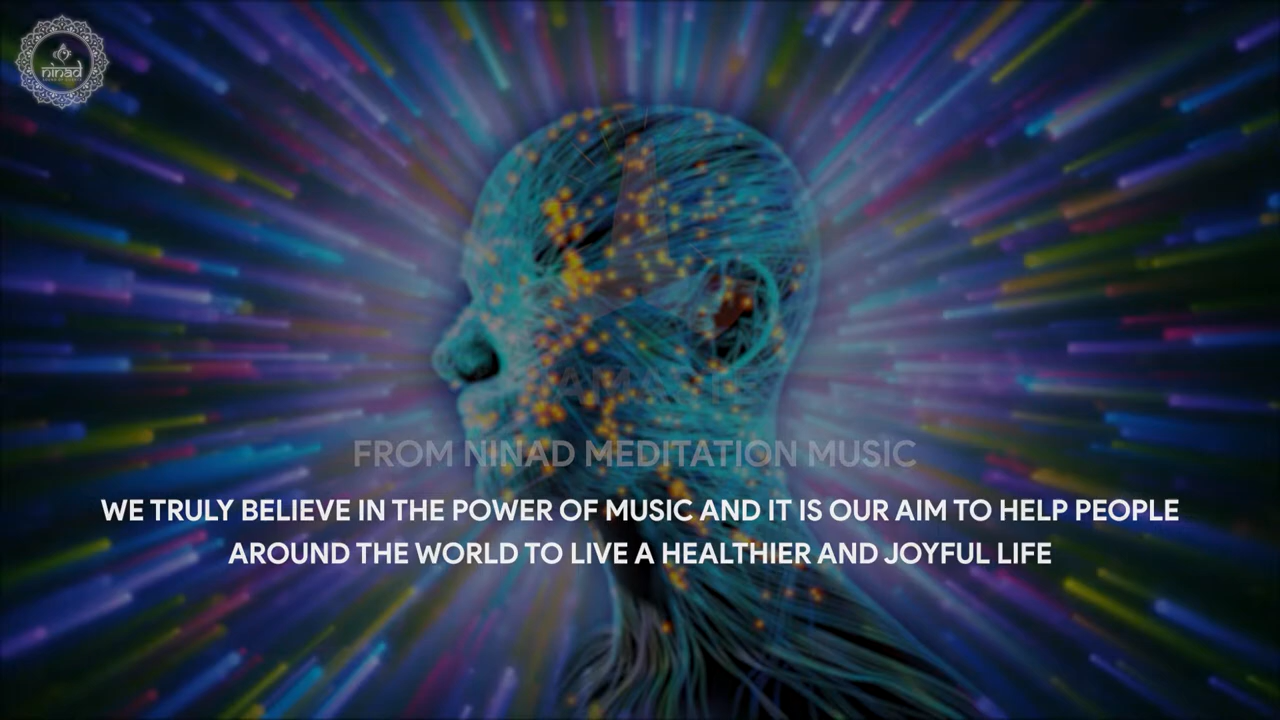 ninad
FROM NINAD MEDITATION MUSIC
WE TRULY BELIEVE IN THE POWER OF MUSIC AND IT IS OUR AIM TO HELP PEOPLE
AROUND THE WORLD TO LIVE A HEALTHIER AND JOYFUL LIFE